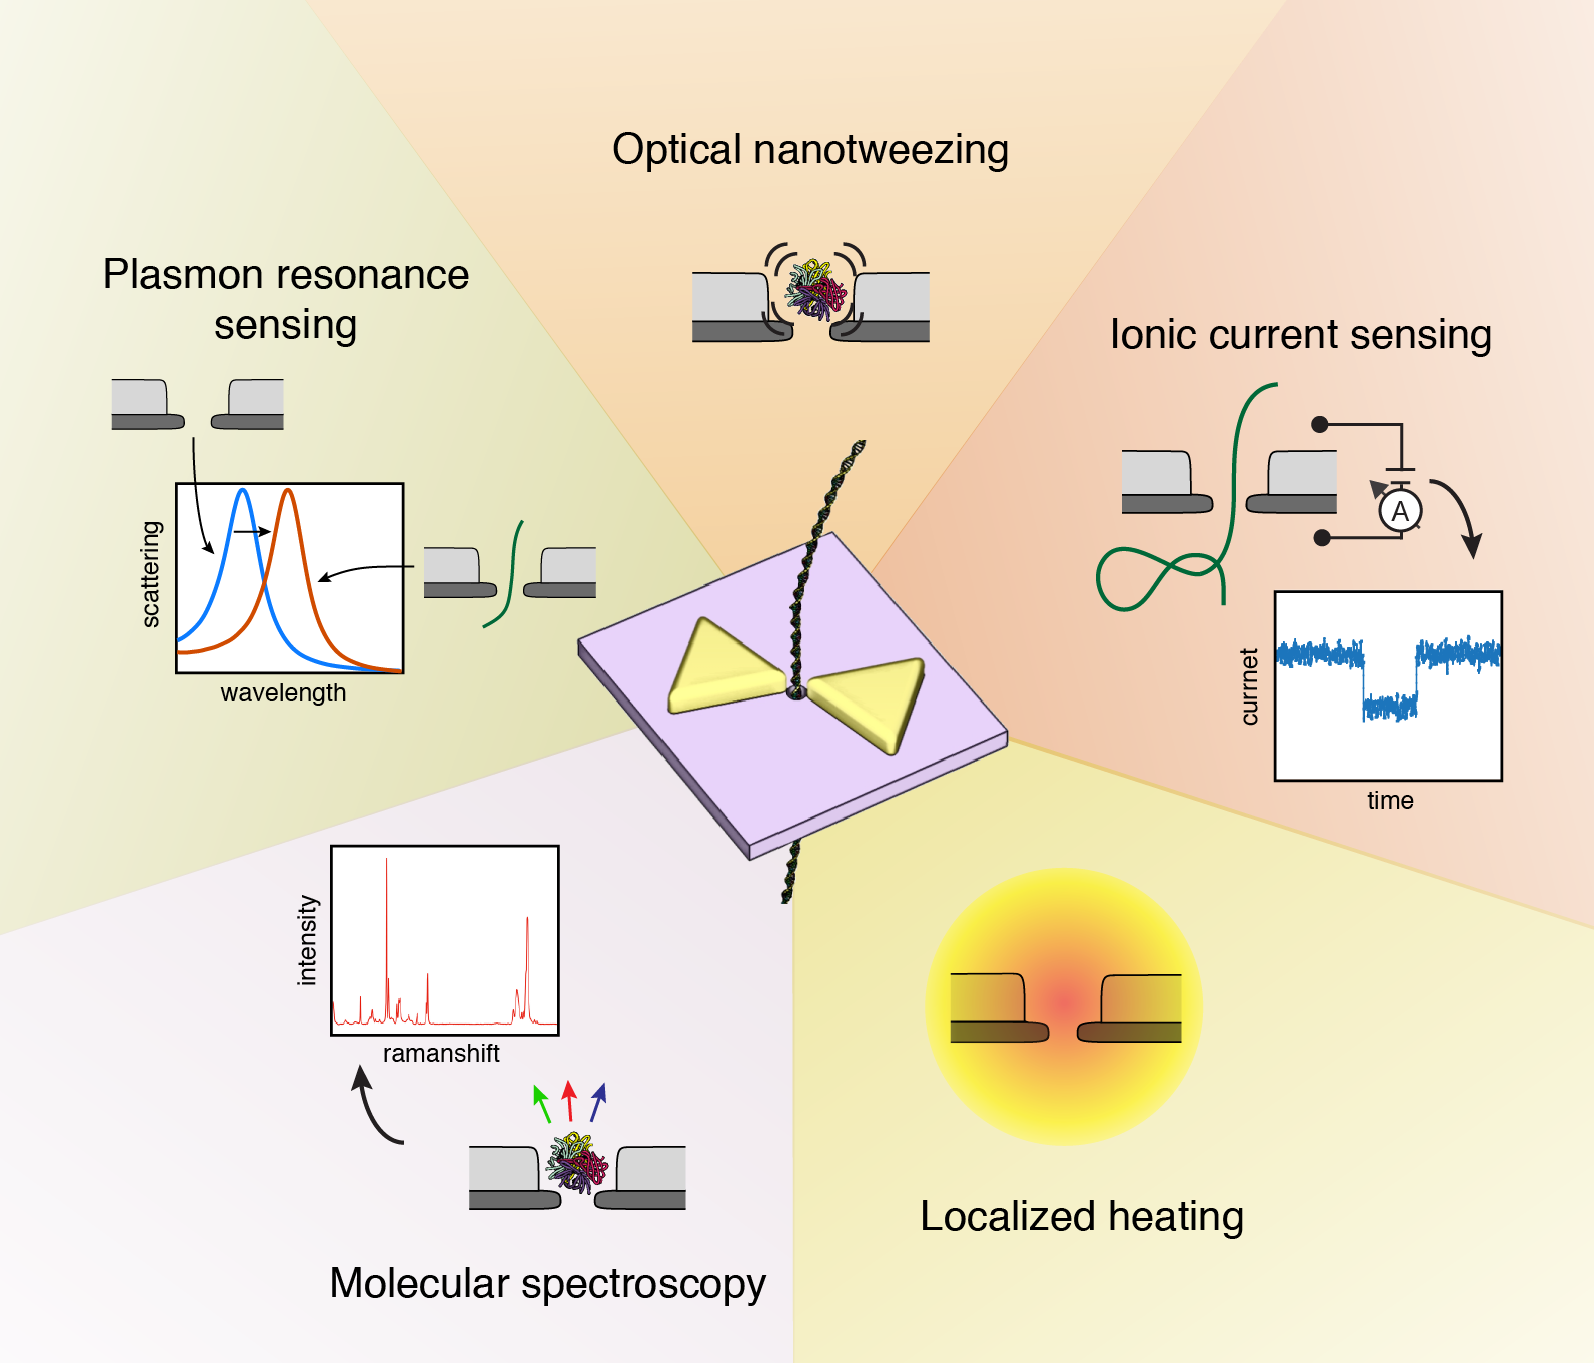 Optical nanotweezing
Plasmon resonance
sensing
scattering
wavelength
Ionic current sensing
A
currnet
time
intensity
ramanshift
Molecular spectroscopy
Localized heating